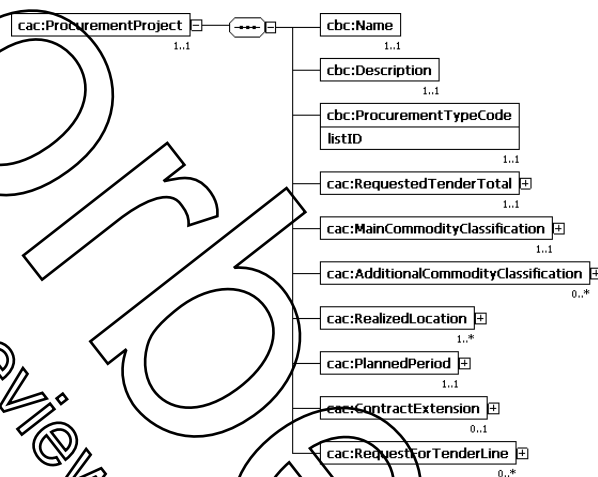 cac:ProcurementProject
1..1
cbc:Name
1..1
cbc:Description
1..1
cbc:ProcurementTypeCode
listID
1..1
cac:RequestedTenderTotal
1..1
cac:MainCommodityClassification
1..1
cac:AdditionalCommodityClassification
0..*
cac:RealizedLocation
1..*
cac:PlannedPeriod
1..1
cac:ContractExtension
0..1
cac:RequestForTenderLine
0..*